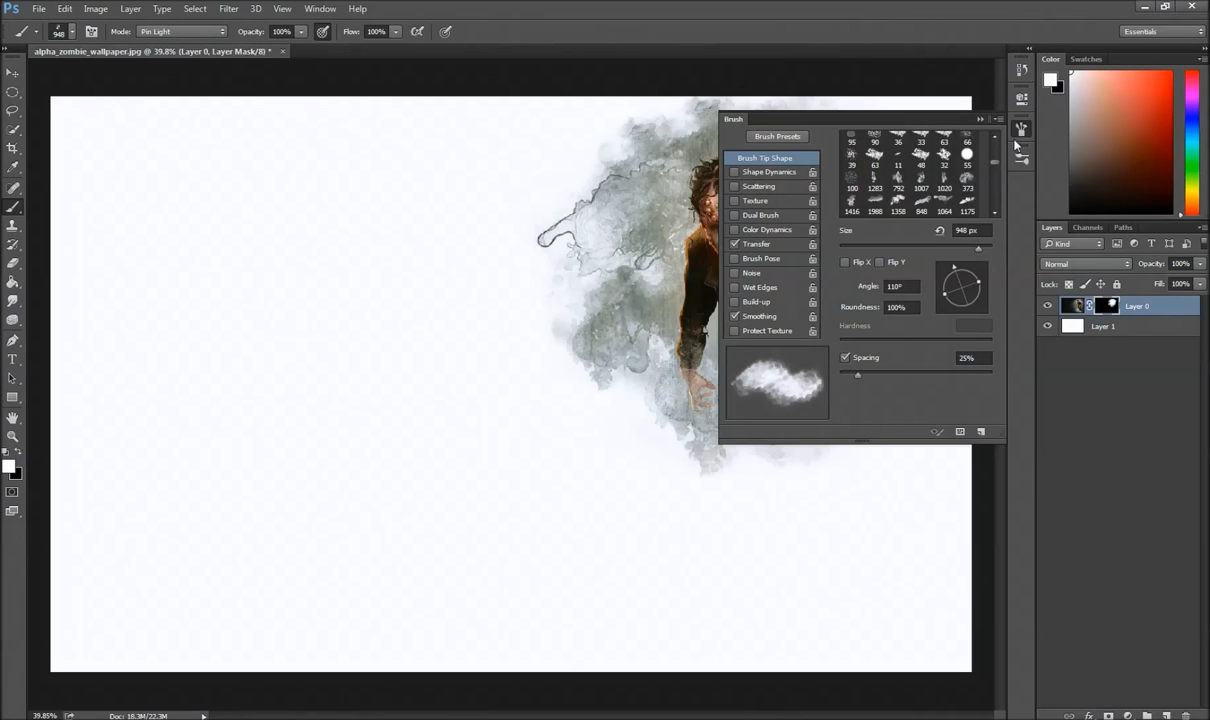 Ps File Edit Image Layer Type Select Filter 3D View Window Help
948 Mode: Pin Light Opacity: 100% Flow: 100% Essentials
alpha_zombie_wallpaper.jpg @ 39.8% (Layer 0, Layer Mask/8) * ×
Color Swatches
Brush
Brush Presets
Brush Tip Shape
Shape Dynamics
Scattering
Texture
Dual Brush
Color Dynamics
Transfer
Brush Pose
Noise
Wet Edges
Build-up
Smoothing
Protect Texture
95 90 11 33 63 66
39 63 11 48 32 55
100 1283 792 1007 1020 373
1416 1988 1358 848 1064 1175
Size 948 px
Flip X Flip Y
Angle: 110°
Roundness: 100%
Hardness
Spacing 25%
Layers Channels Paths
Kind
Normal Opacity: 100%
Lock: Fill: 100%
Layer 0
Layer 1
39.85% Doc: 18.3M/22.3M